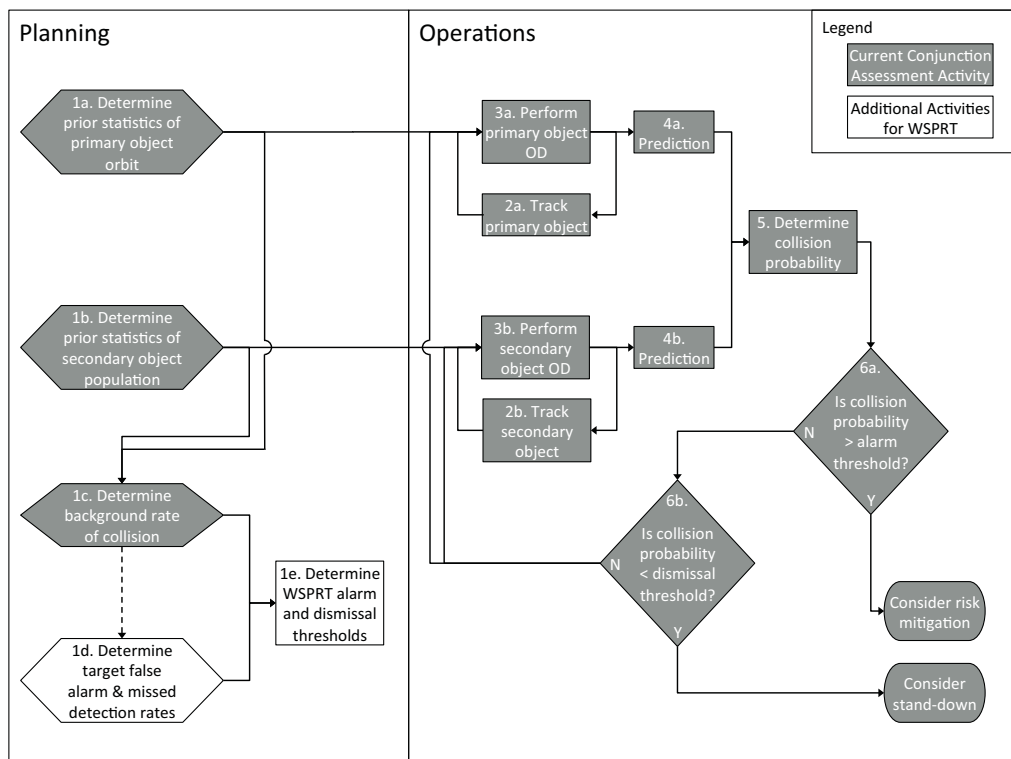 Planning
1a. Determine
prior statistics of
primary object
orbit
1b. Determine
prior statistics of
secondary object
population
1c. Determine
background rate
of collision
1d. Determine
target false
alarm & missed
detection rates
1e. Determine
WSPRT alarm
and dismissal
thresholds
Operations
3a. Perform
primary object
OD
4a.
Prediction
2a. Track
primary object
5. Determine
collision
probability
3b. Perform
secondary
object OD
4b.
Prediction
2b. Track
secondary
object
6a.
Is collision
probability
> alarm
threshold?
N
Y
6b.
Is collision
probability
< dismissal
threshold?
N
Y
Consider risk
mitigation
Consider
stand-down
Legend
Current Conjunction
Assessment Activity
Additional Activities
for WSPRT